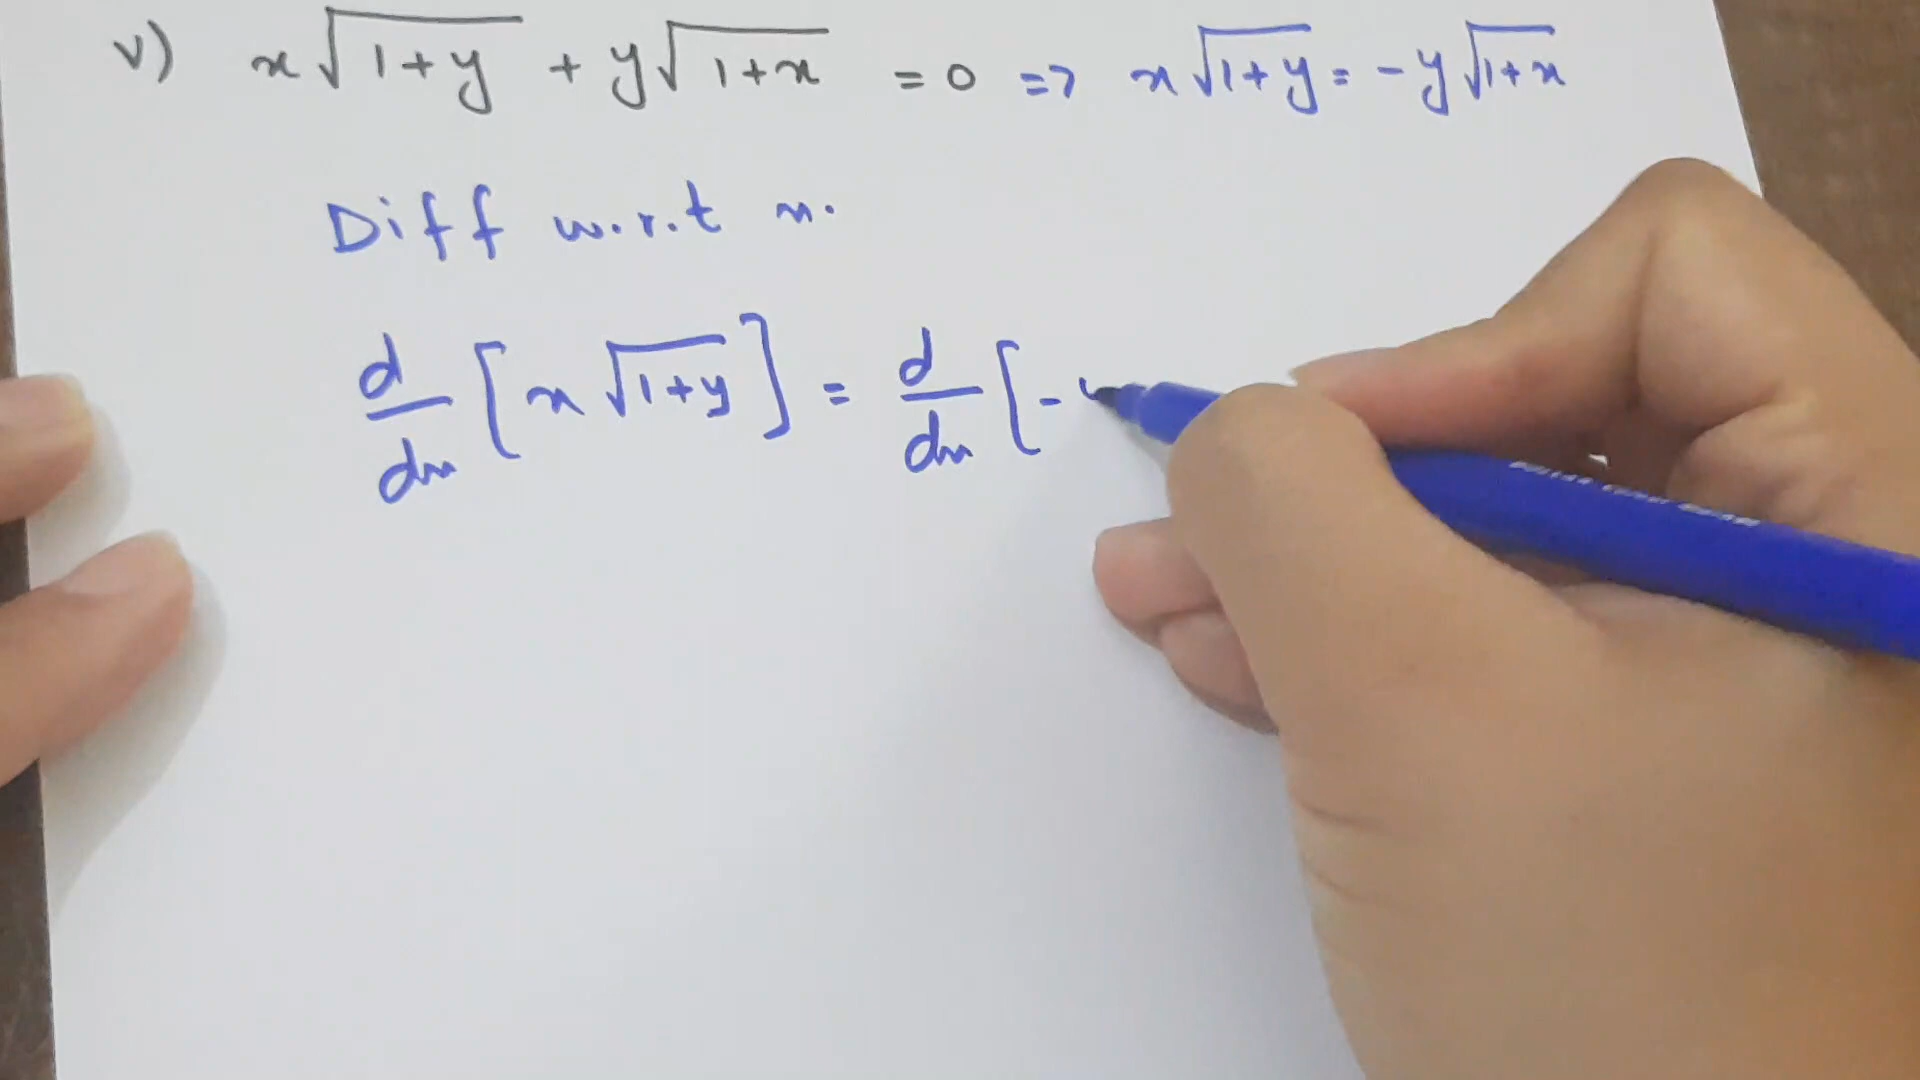 v) x√(1+y) + y√(1+x) = 0 => x√(1+y) = -y√(1+x)
Diff w.r.t x.
d/dx [x√(1+y)] = d/dx [-y